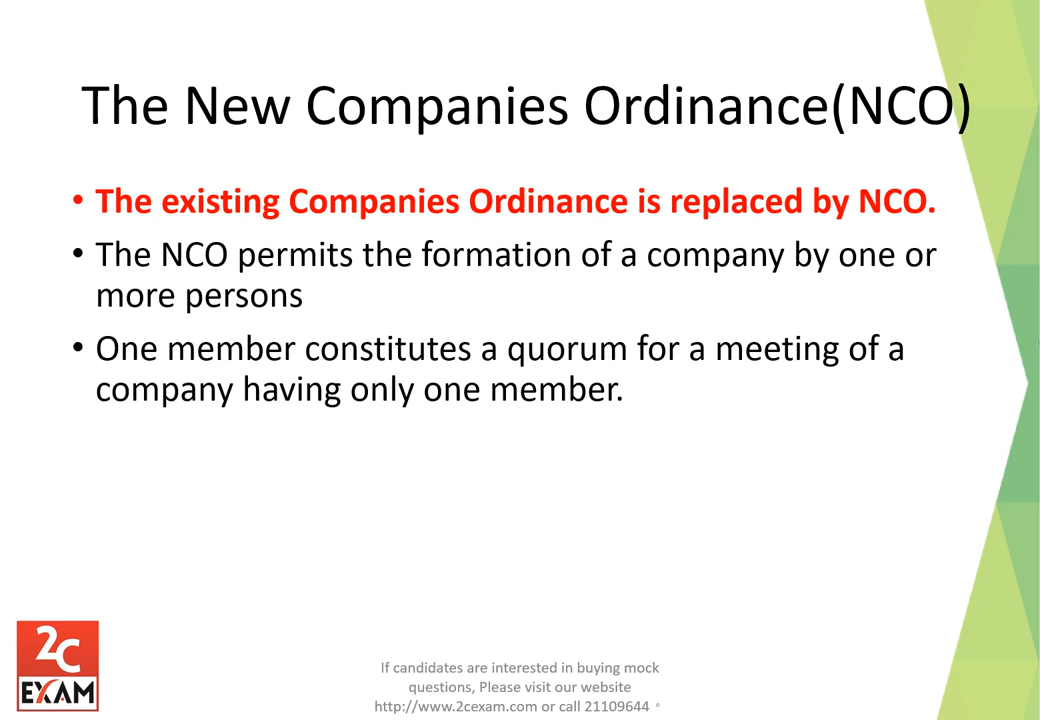 The New Companies Ordinance(NCO)
• The existing Companies Ordinance is replaced by NCO.
• The NCO permits the formation of a company by one or
more persons
• One member constitutes a quorum for a meeting of a
company having only one member.
2C
EXAM
If candidates are interested in buying mock
questions, Please visit our website
http://www.2cexam.com or call 21109644 。